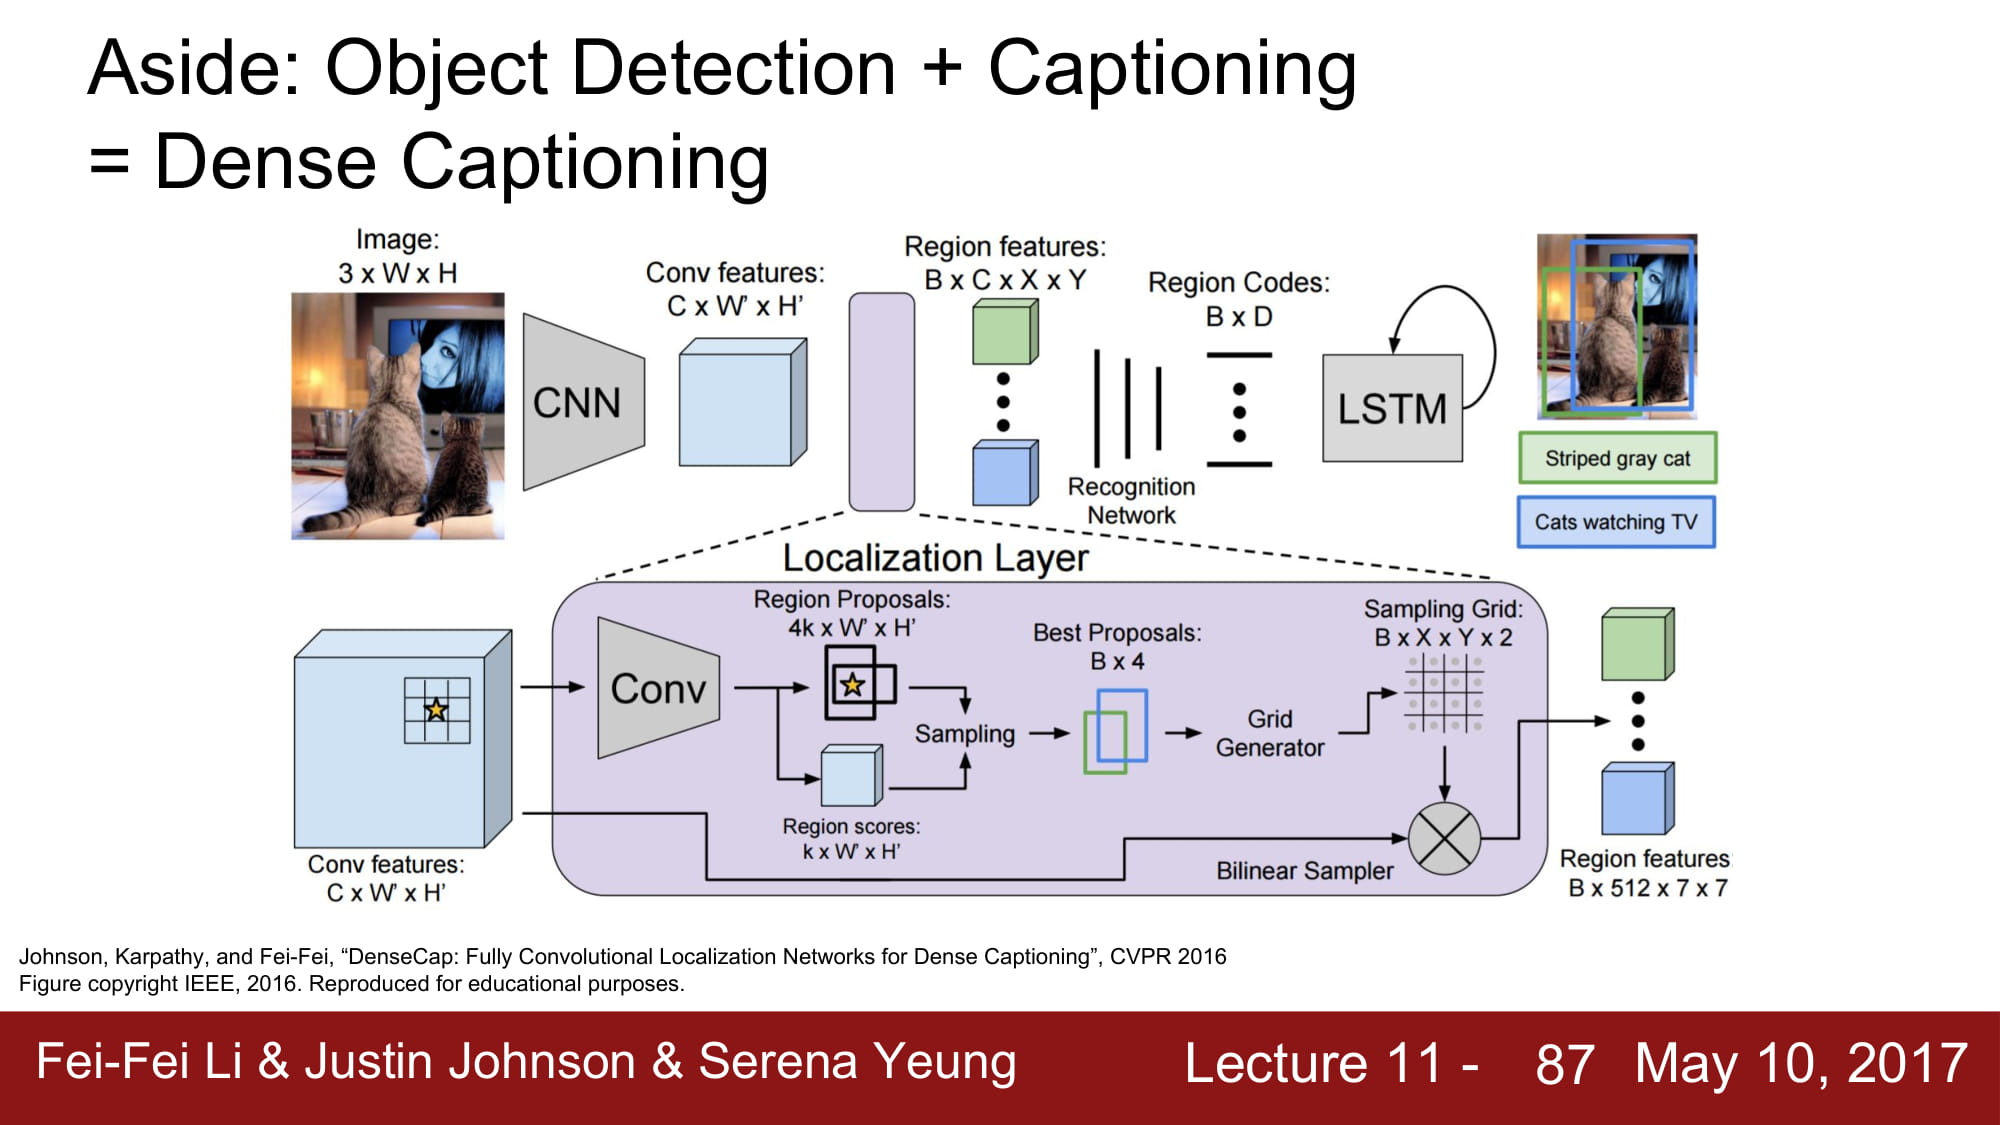 Aside: Object Detection + Captioning
= Dense Captioning
Image:
3 x W x H
CNN
Conv features:
C x W' x H'
Region features:
B x C x X x Y
Recognition
Network
Region Codes:
B x D
LSTM
Striped gray cat
Cats watching TV
Localization Layer
Conv features:
C x W' x H'
Conv
Region Proposals:
4k x W' x H'
Region scores:
k x W' x H'
Sampling
Best Proposals:
B x 4
Grid
Generator
Sampling Grid:
B x X x Y x 2
Bilinear Sampler
Region features
B x 512 x 7 x 7
Johnson, Karpathy, and Fei-Fei, “DenseCap: Fully Convolutional Localization Networks for Dense Captioning”, CVPR 2016
Figure copyright IEEE, 2016. Reproduced for educational purposes.
Fei-Fei Li & Justin Johnson & Serena Yeung
Lecture 11 - 87 May 10, 2017